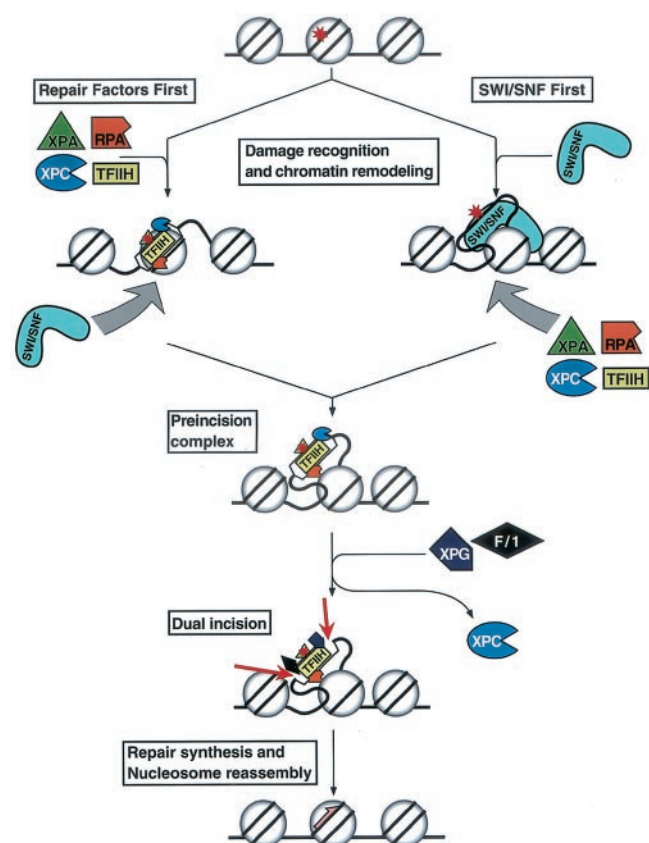 Repair Factors First
SWI/SNF First
XPA
RPA
XPC
TFIIH
Damage recognition
and chromatin remodeling
SWI/SNF
TFIIH
SWI/SNF
SWI/SNF
XPA
RPA
XPC
TFIIH
Preincision
complex
TFIIH
XPG
F/1
XPC
Dual incision
TFIIH
Repair synthesis and
Nucleosome reassembly